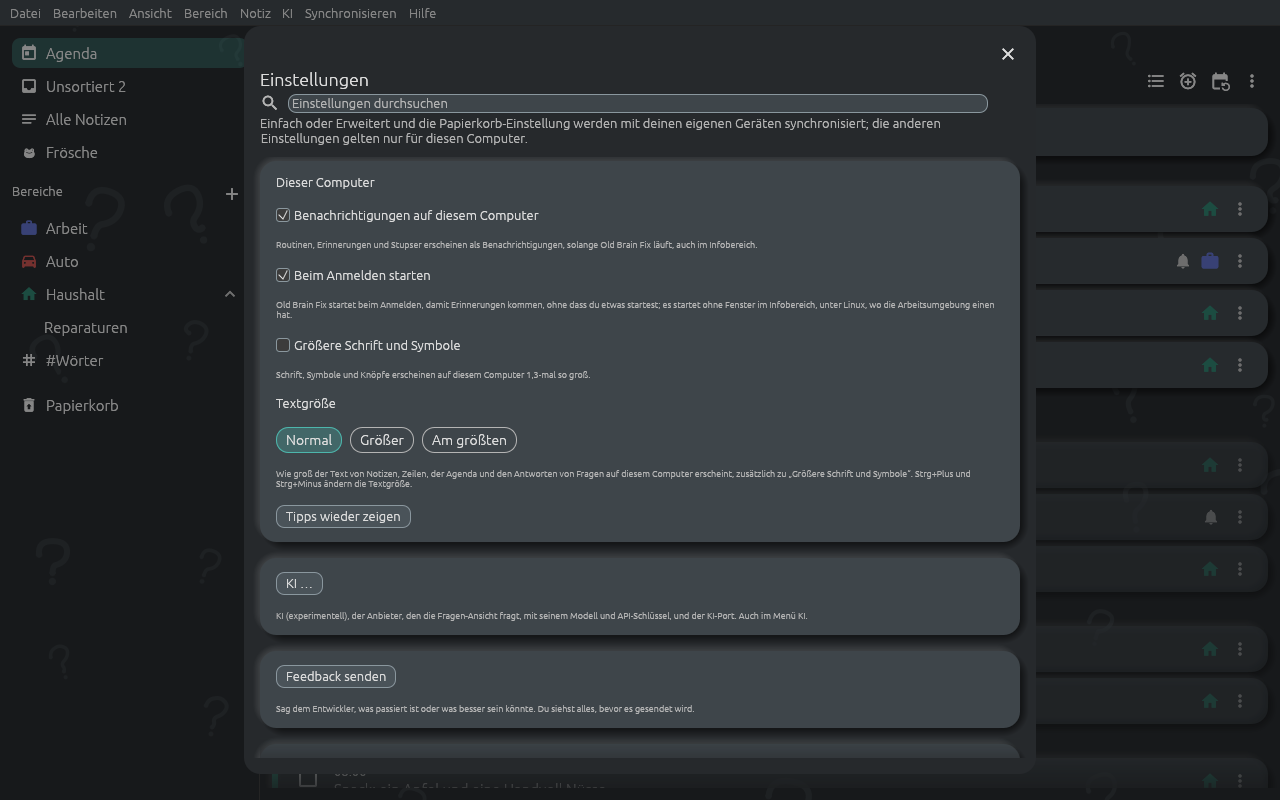 Datei Bearbeiten Ansicht Bereich Notiz KI Synchronisieren Hilfe
Agenda
Unsortiert 2
Alle Notizen
Frösche
Bereiche
Arbeit
Auto
Haushalt
Reparaturen
#Wörter
Papierkorb
Einstellungen
Einstellungen durchsuchen
Einfach oder Erweitert und die Papierkorb-Einstellung werden mit deinen eigenen Geräten synchronisiert; die anderen
Einstellungen gelten nur für diesen Computer.
Dieser Computer
Benachrichtigungen auf diesem Computer
Routinen, Erinnerungen und Stupser erscheinen als Benachrichtigungen, solange Old Brain Fix läuft, auch im Infobereich.
Beim Anmelden starten
Old Brain Fix startet beim Anmelden, damit Erinnerungen kommen, ohne dass du etwas startest; es startet ohne Fenster im Infobereich, unter Linux, wo die Arbeitsumgebung einen
hat.
Größere Schrift und Symbole
Schrift, Symbole und Knöpfe erscheinen auf diesem Computer 1,3-mal so groß.
Textgröße
Normal Größer Am größten
Wie groß der Text von Notizen, Zeilen, der Agenda und den Antworten von Fragen auf diesem Computer erscheint, zusätzlich zu „Größere Schrift und Symbole“. Strg+Plus und
Strg+Minus ändern die Textgröße.
Tipps wieder zeigen
KI …
KI (experimentell), der Anbieter, den die Fragen-Ansicht fragt, mit seinem Modell und API-Schlüssel, und der KI-Port. Auch im Menü KI.
Feedback senden
Sag dem Entwickler, was passiert ist oder was besser sein könnte. Du siehst alles, bevor es gesendet wird.